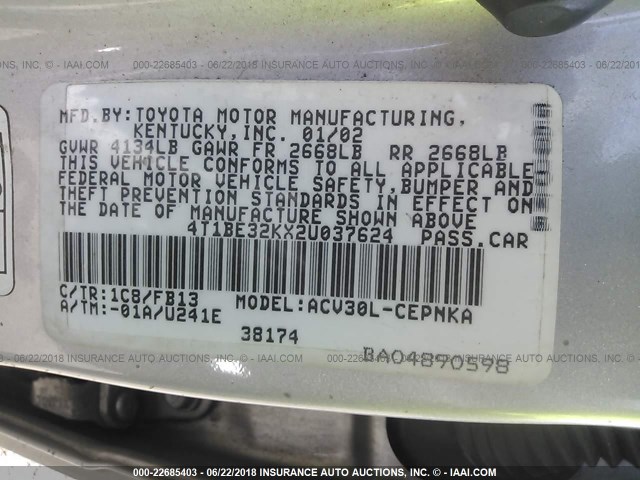 000-22685403 - 06/22/2018 INSURANCE AUTO AUCTIONS, INC. - © - IAAI.COM
MFD.BY:TOYOTA MOTOR MANUFACTURING,
KENTUCKY,INC. 01/02
GVWR 4134LB GAWR FR 2668LB RR 2668LB
THIS VEHICLE CONFORMS TO ALL APPLICABLE
FEDERAL MOTOR VEHICLE SAFETY,BUMPER AND
THEFT PREVENTION STANDARDS IN EFFECT ON
THE DATE OF MANUFACTURE SHOWN ABOVE
4T1BE32KX2U037624 PASS.CAR
C/TR:1C8/FB13 MODEL:ACV30L-CEPNKA
A/TM:-01A/U241E
38174
BA04890598
000-22685403 - 06/22/2018 INSURANCE AUTO AUCTIONS, INC. - © - IAAI.COM